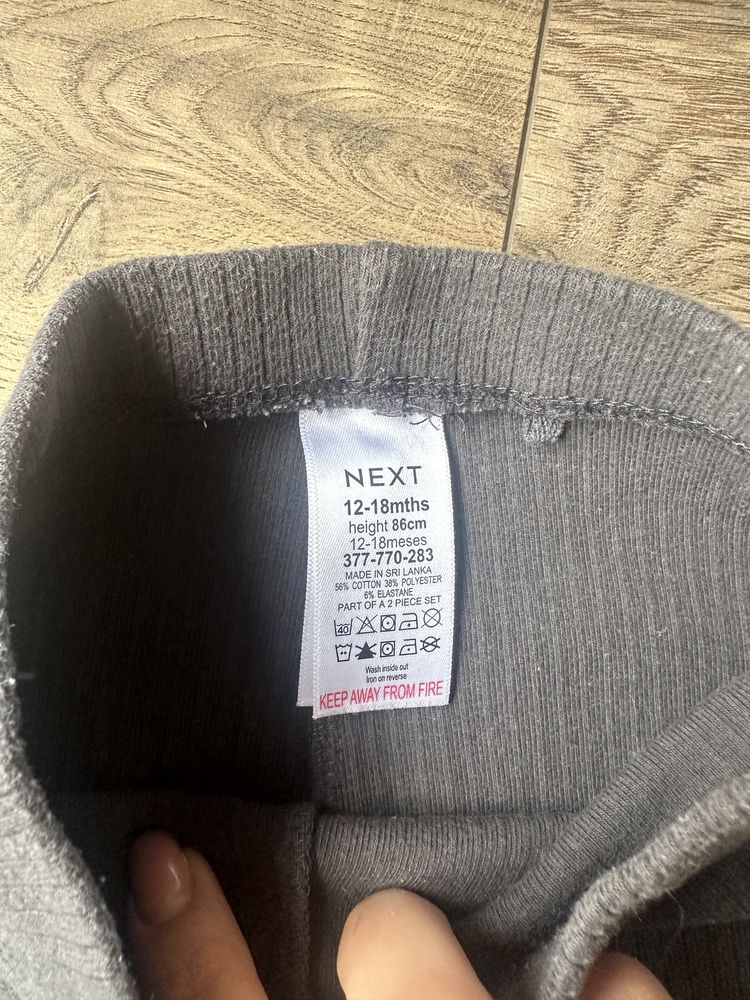 NEXT
12-18mths
height 86cm
12-18meses
377-770-283
MADE IN SRI LANKA
56% COTTON 38% POLYESTER
6% ELASTANE
PART OF A 2 PIECE SET
40
Wash inside out
Iron on reverse
KEEP AWAY FROM FIRE